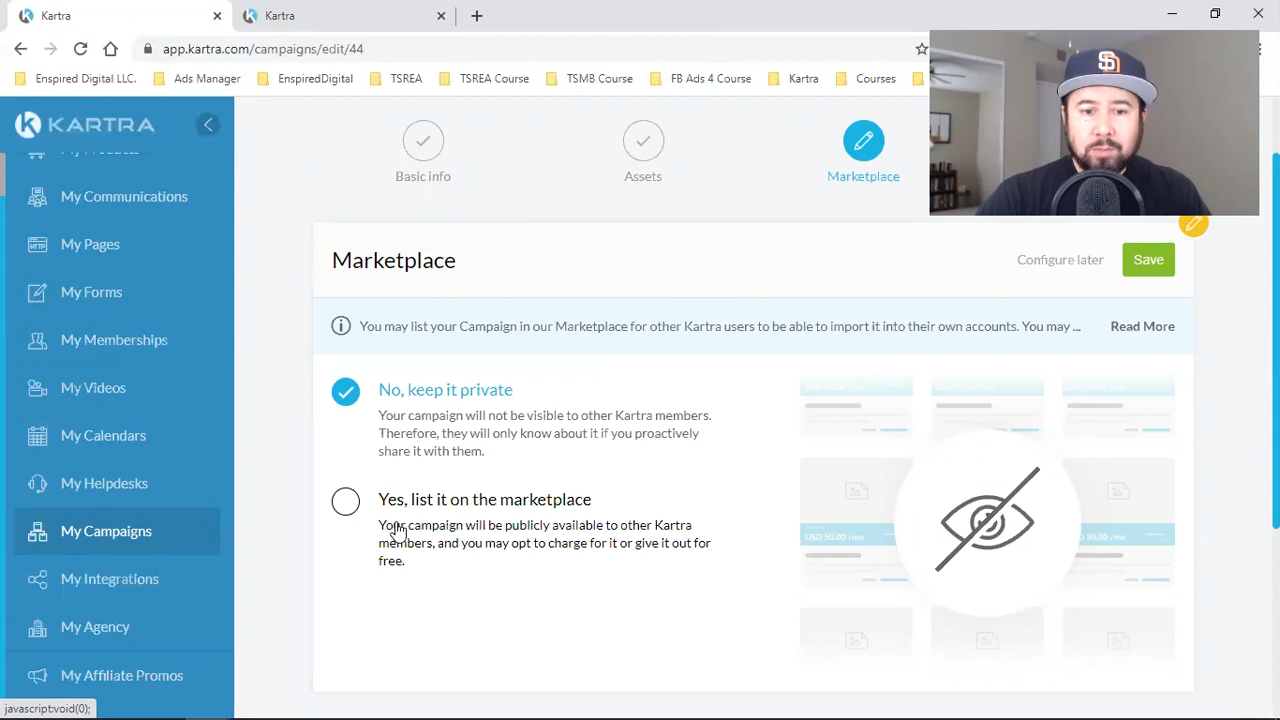 Kartra
Kartra
app.kartra.com/campaigns/edit/44
Enspired Digital LLC.
Ads Manager
EnspiredDigital
TSREA
TSREA Course
TSMB Course
FB Ads 4 Course
Kartra
Courses
KARTRA
My Products
My Communications
My Pages
My Forms
My Memberships
My Videos
My Calendars
My Helpdesks
My Campaigns
My Integrations
My Agency
My Affiliate Promos
javascript:void(0);
Basic info
Assets
Marketplace
SD
Marketplace
Configure later
Save
You may list your Campaign in our Marketplace for other Kartra users to be able to import it into their own accounts. You may ...
Read More
No, keep it private
Your campaign will not be visible to other Kartra members.
Therefore, they will only know about it if you proactively
share it with them.
Yes, list it on the marketplace
Your campaign will be publicly available to other Kartra
members, and you may opt to charge for it or give it out for
free.
USD 50.00 /mo
50.00 /mo